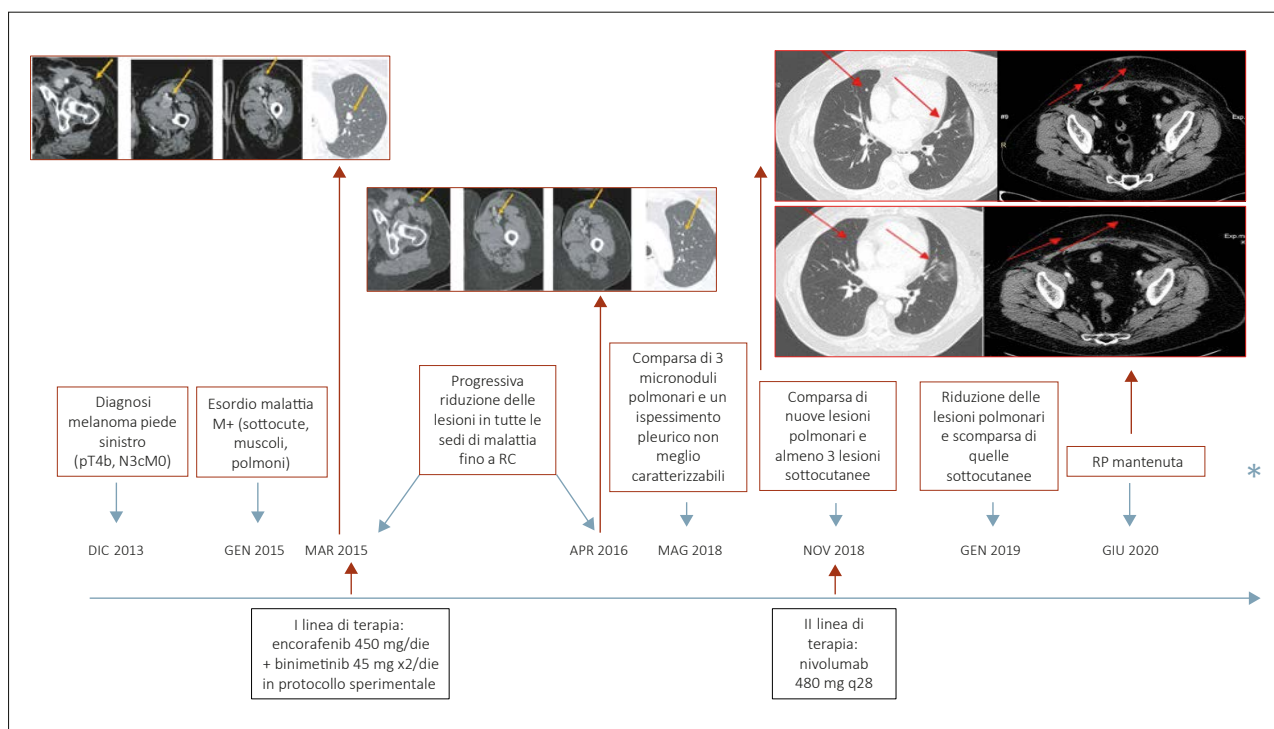 #9
R
Exp.
Exp.m
Diagnosi
melanoma piede
sinistro
(pT4b, N3cM0)
Esordio malattia
M+ (sottocute,
muscoli,
polmoni)
Progressiva
riduzione delle
lesioni in tutte le
sedi di malattia
fino a RC
Comparsa di 3
micronoduli
polmonari e un
ispessimento
pleurico non
meglio
caratterizzabili
Comparsa di
nuove lesioni
polmonari e
almeno 3 lesioni
sottocutanee
Riduzione delle
lesioni polmonari
e scomparsa di
quelle
sottocutanee
RP mantenuta
*
DIC 2013
GEN 2015
MAR 2015
APR 2016
MAG 2018
NOV 2018
GEN 2019
GIU 2020
I linea di terapia:
encorafenib 450 mg/die
+ binimetinib 45 mg x2/die
in protocollo sperimentale
II linea di
terapia:
nivolumab
480 mg q28